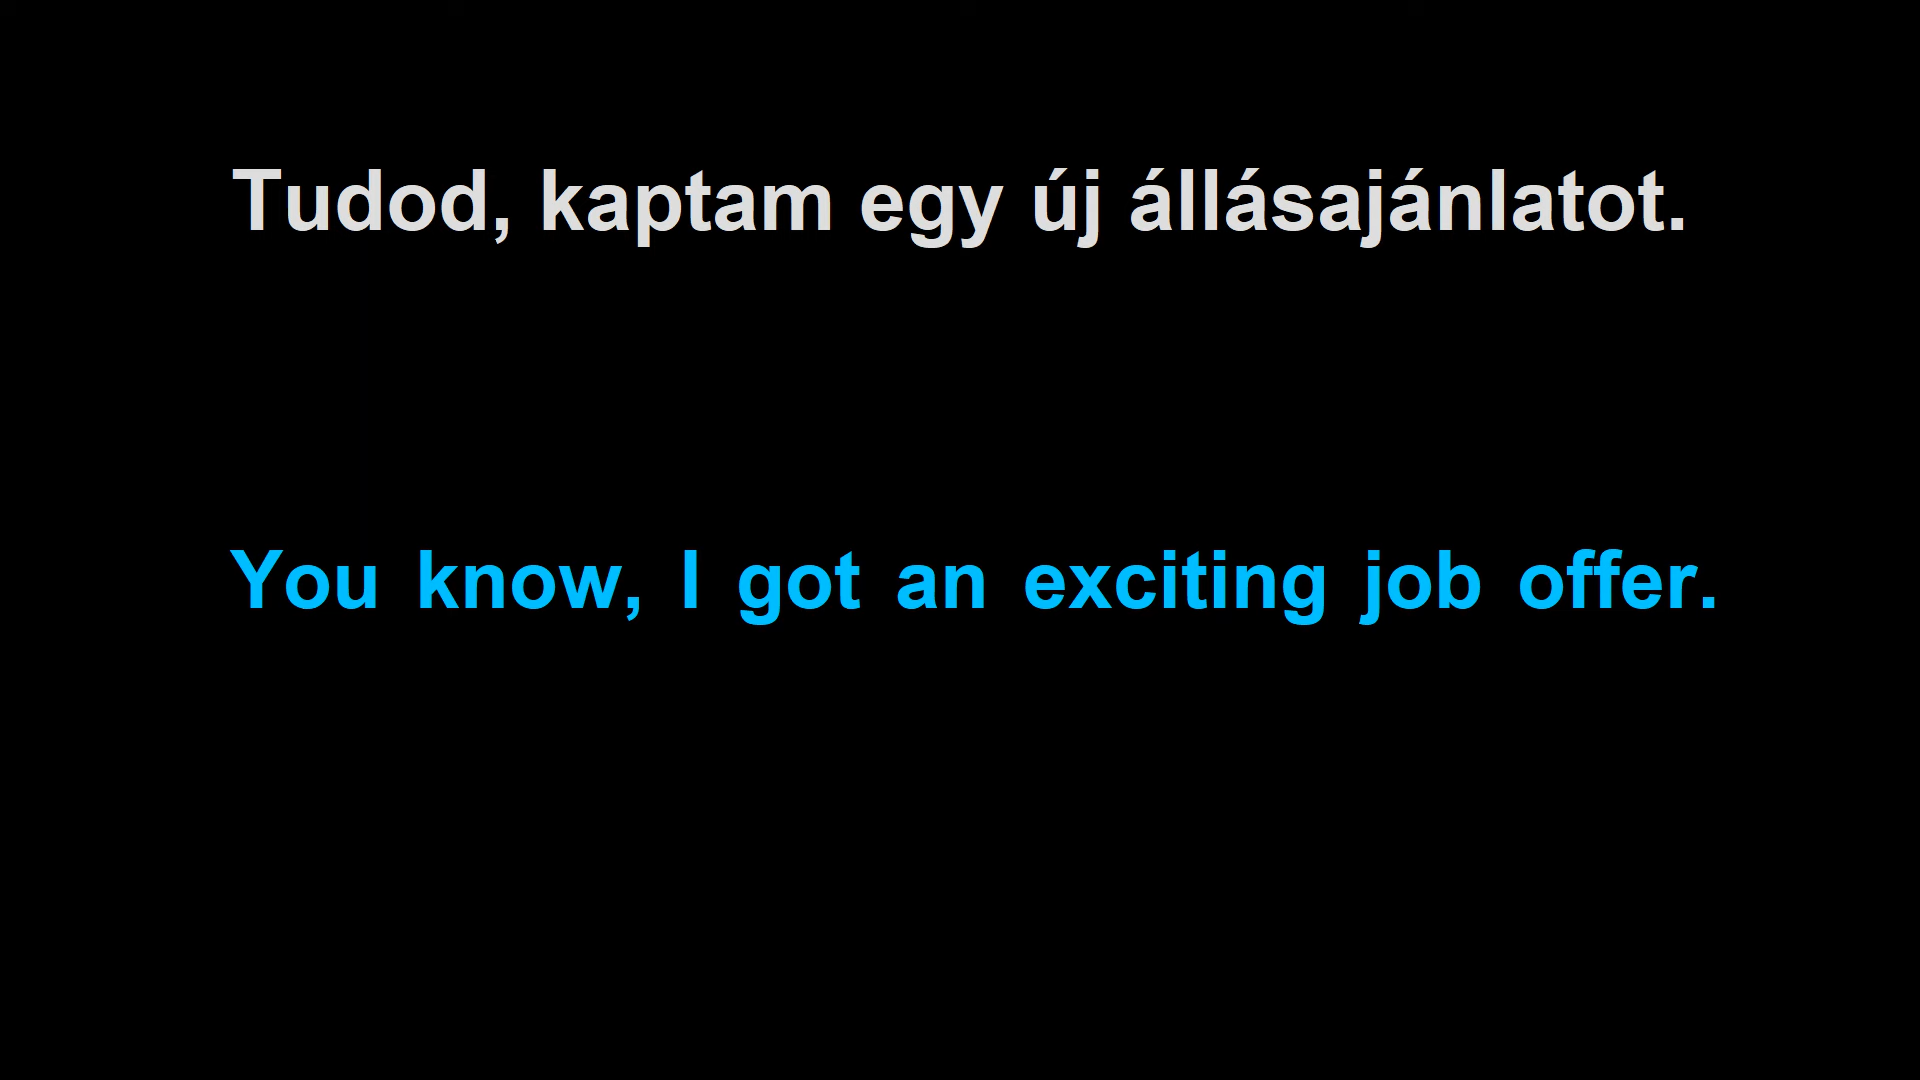 Tudod, kaptam egy új állásajánlatot.
You know, I got an exciting job offer.